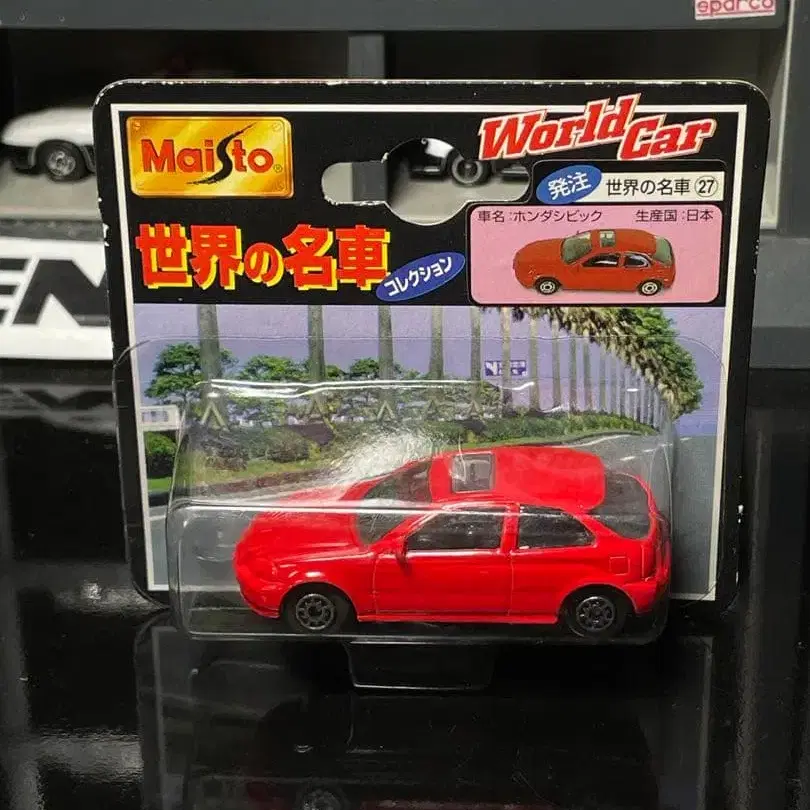 sparco
Maisto®
World Car
発注 世界の名車 27
車名:ホンダシビック 生産国:日本
世界の名車
コレクション